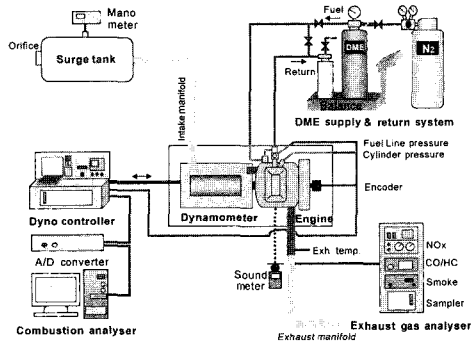 Mano
meter
Orifice
Surge tank
Fuel
DME
N2
Return
Balance
DME supply & return system
Intake manifold
Fuel Line pressure
Cylinder pressure
Encoder
Dyno controller
Dynamometer
Engine
A/D converter
Exh. temp.
Sound
meter
NOx
CO/HC
Smoke
Sampler
Combustion analyser
Exhaust gas analyser
Exhaust manifold